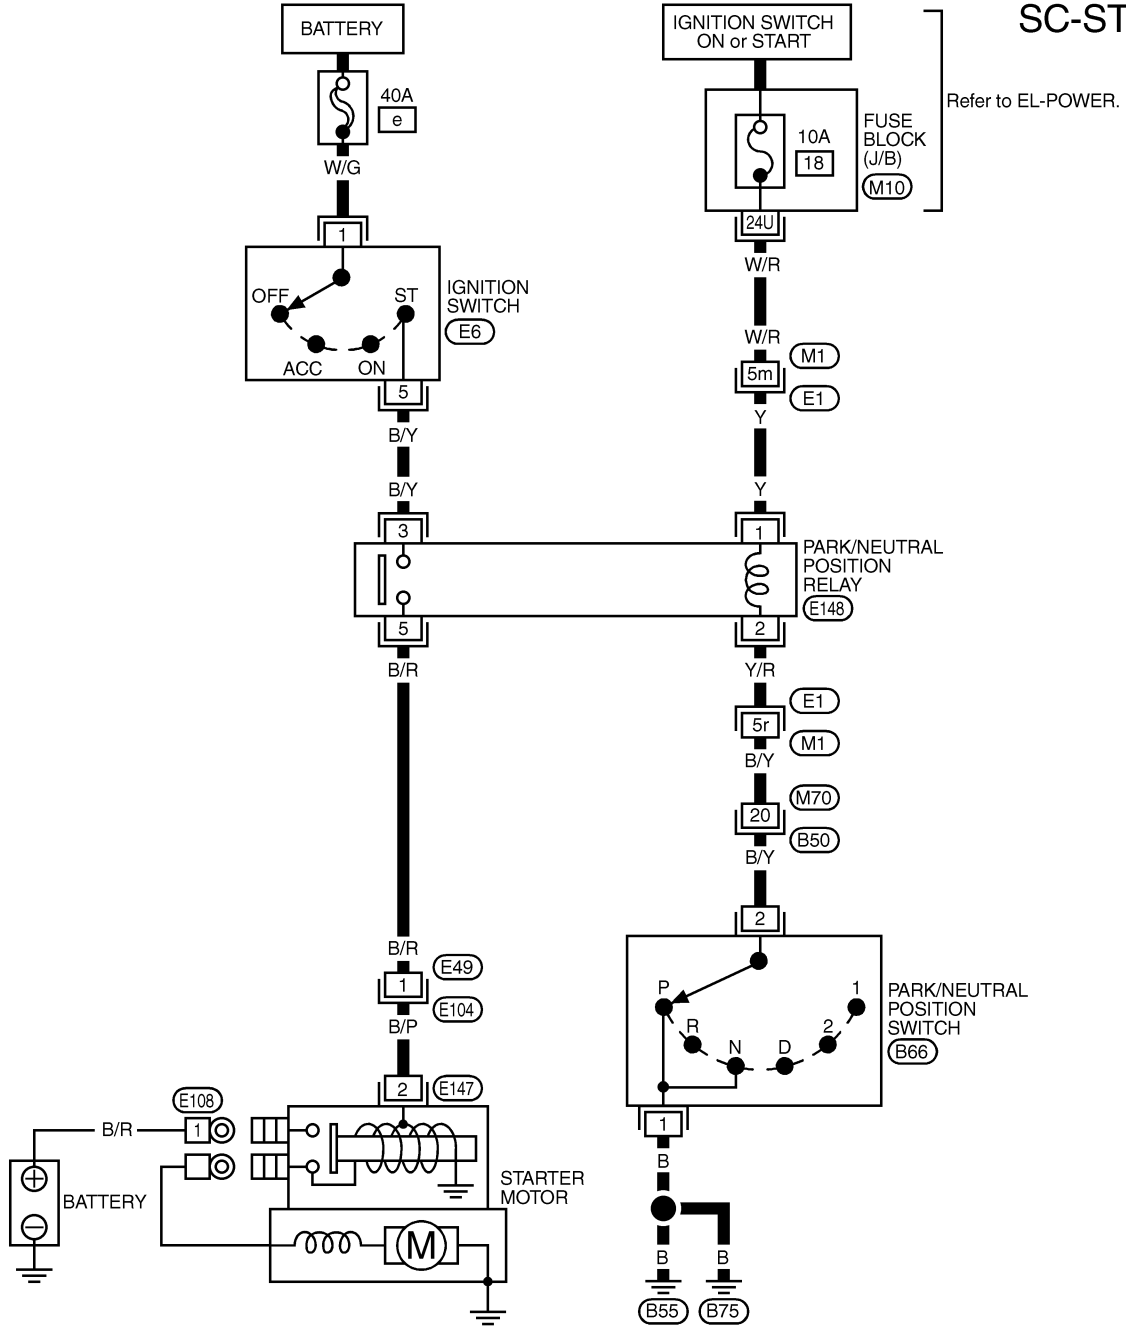 SC-ST
BATTERY
IGNITION SWITCH
ON or START
Refer to EL-POWER.
40A
e
10A
18
FUSE
BLOCK
(J/B)
M10
W/G
24U
1
W/R
OFF
ST
ACC
ON
IGNITION
SWITCH
E6
W/R
M1
5m
E1
5
B/Y
Y
B/Y
Y
3
1
PARK/NEUTRAL
POSITION
RELAY
E148
5
2
B/R
Y/R
E1
5r
M1
B/Y
M70
20
B50
B/Y
2
B/R
E49
1
E104
B/P
P
R
N
D
2
1
PARK/NEUTRAL
POSITION
SWITCH
B66
2
E147
E108
B/R
1
1
B
BATTERY
STARTER
MOTOR
M
B
B
B55
B75